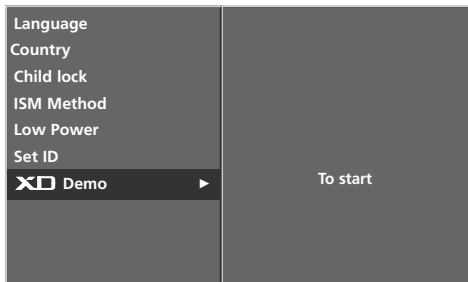 Language
Country
Child lock
ISM Method
Low Power
Set ID
XD Demo ►
To start